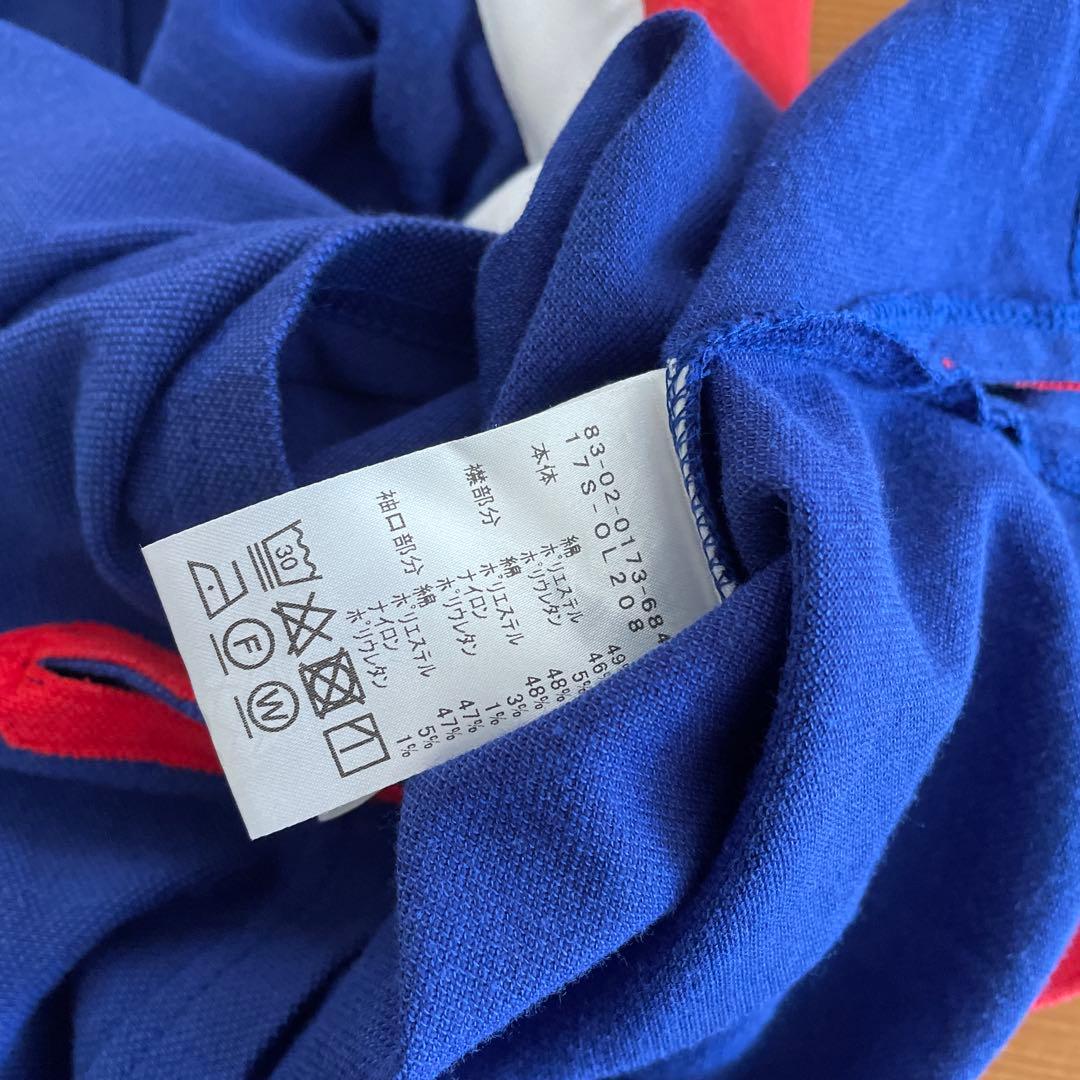 83-02-0173-684
17S-OL208
本体 綿 49
ポリエステル 46
ポリウレタン 5%
襟部分 綿 48%
ポリエステル 48%
ナイロン 3%
ポリウレタン 1%
袖口部分 綿 47%
ポリエステル 47%
ナイロン 5%
ポリウレタン 1%
30
F
W